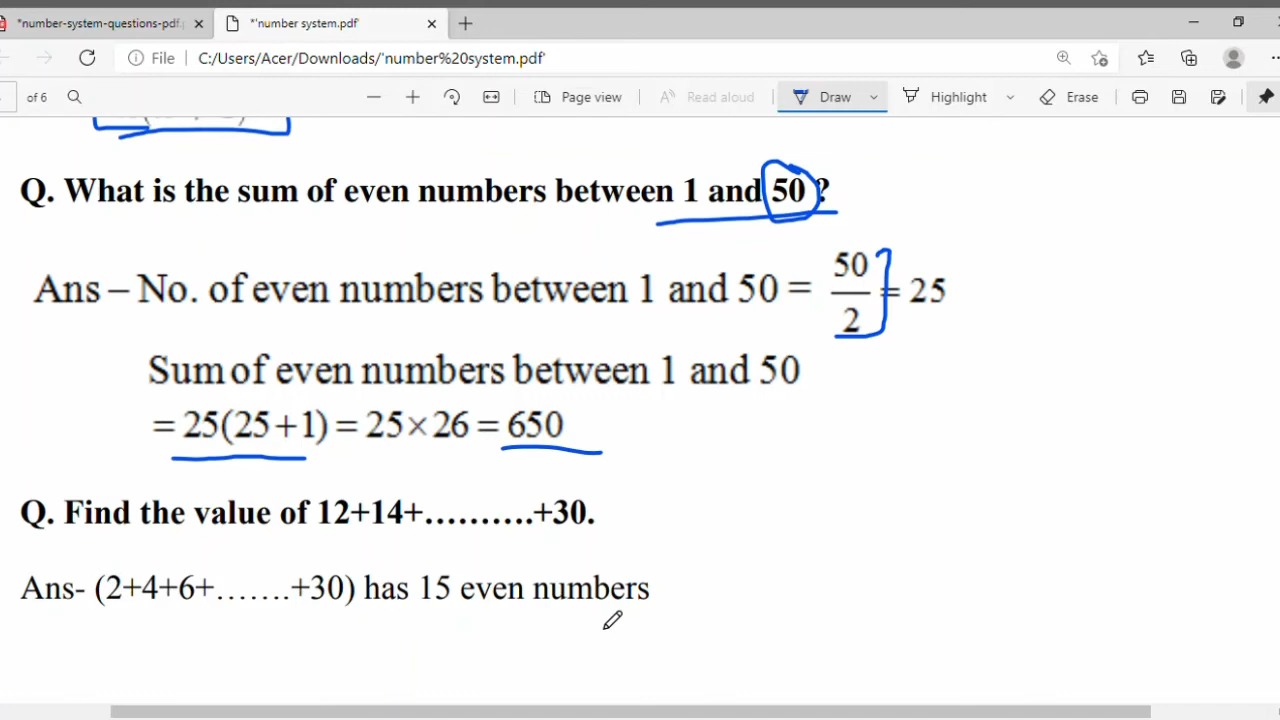 *number-system-questions-pdf.
*'number system.pdf'
File
C:/Users/Acer/Downloads/'number%20system.pdf'
of 6
Page view
Read aloud
Draw
Highlight
Erase
Q. What is the sum of even numbers between 1 and 50 ?
Ans – No. of even numbers between 1 and 50 = 50/2 = 25
Sum of even numbers between 1 and 50
= 25(25+1) = 25×26 = 650
Q. Find the value of 12+14+……….+30.
Ans- (2+4+6+…….+30) has 15 even numbers